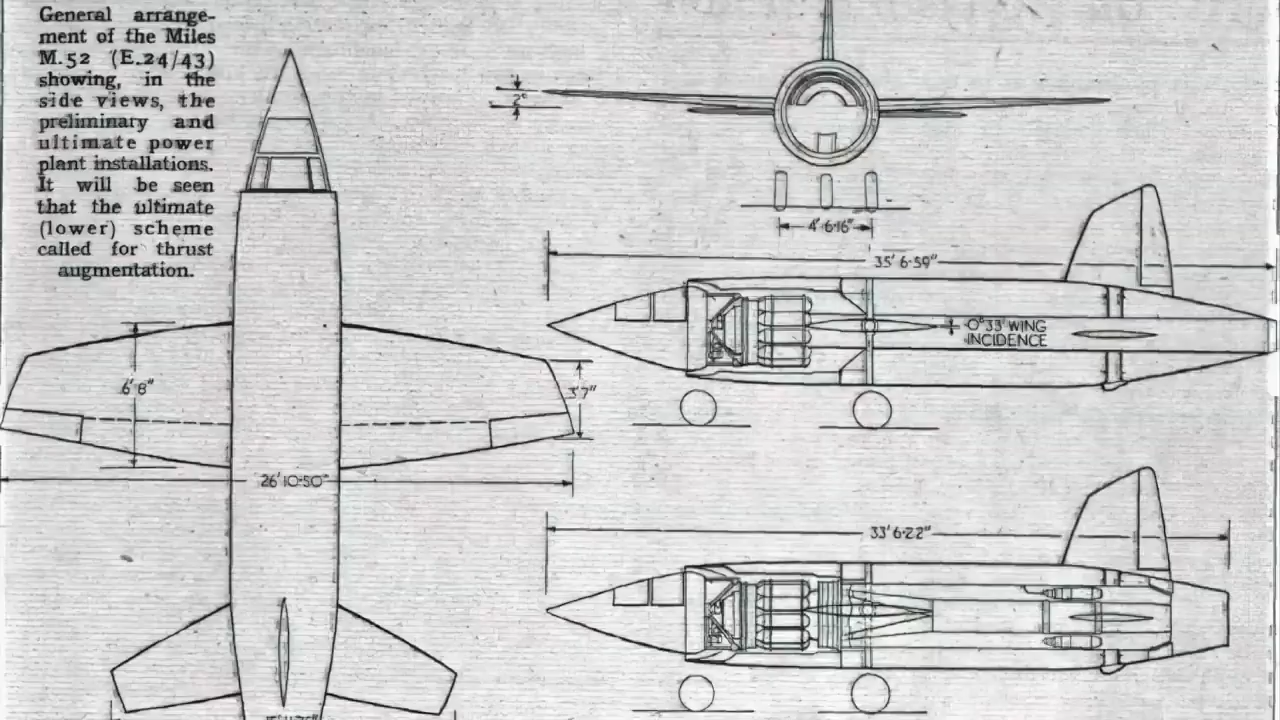 General arrange-
ment of the Miles
M.52 (E.24/43)
showing, in the
side views, the
preliminary and
ultimate power
plant installations.
It will be seen
that the ultimate
(lower) scheme
called for thrust
augmentation.
2°
4' 6·16"
35' 6·59"
-0° 33' WING
INCIDENCE
6' 8"
3' 7"
26' 10·50"
33' 6·22"